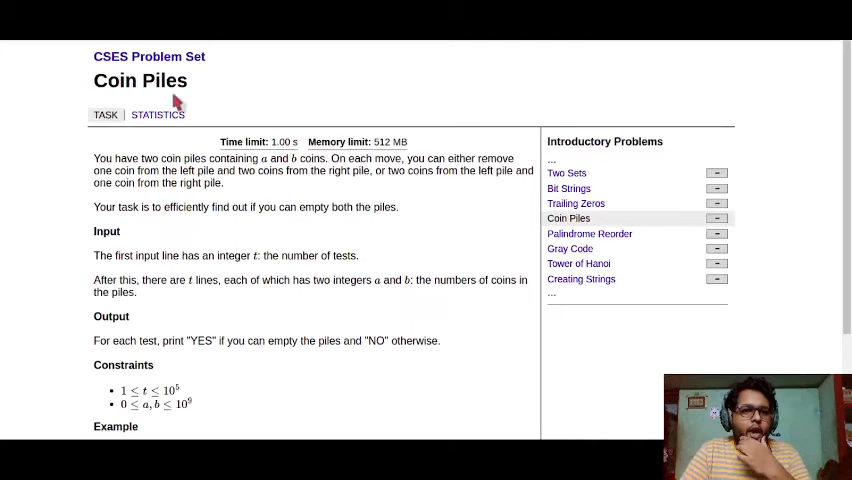 CSES Problem Set
Coin Piles
TASK | STATISTICS
Time limit: 1.00 s Memory limit: 512 MB
You have two coin piles containing a and b coins. On each move, you can either remove
one coin from the left pile and two coins from the right pile, or two coins from the left pile and
one coin from the right pile.
Your task is to efficiently find out if you can empty both the piles.
Input
The first input line has an integer t: the number of tests.
After this, there are t lines, each of which has two integers a and b: the numbers of coins in
the piles.
Output
For each test, print "YES" if you can empty the piles and "NO" otherwise.
Constraints
▪ 1 ≤ t ≤ 10⁵
▪ 0 ≤ a, b ≤ 10⁹
Example
Introductory Problems
...
Two Sets –
Bit Strings –
Trailing Zeros –
Coin Piles –
Palindrome Reorder –
Gray Code –
Tower of Hanoi –
Creating Strings –
...